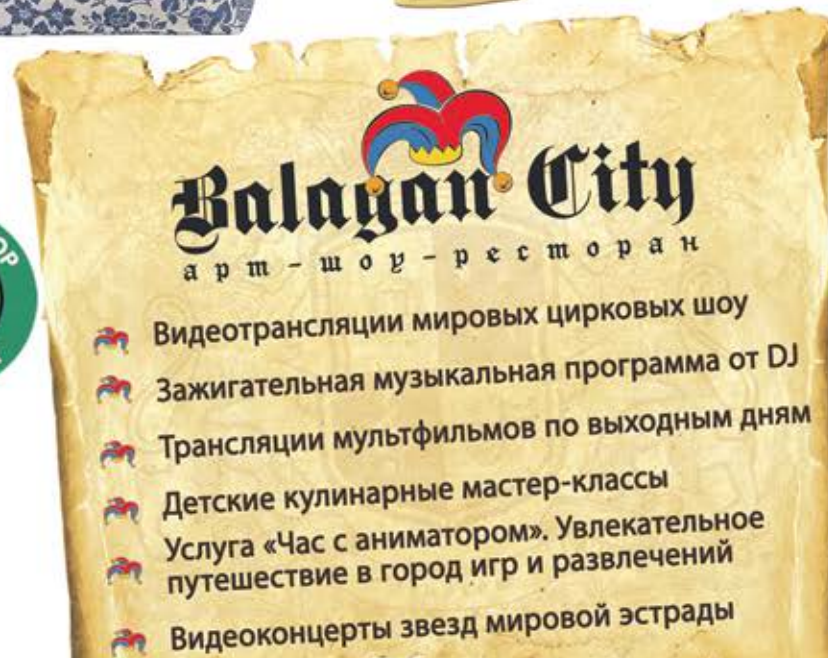 Balagan City
арт-шоу-ресторан
Видеотрансляции мировых цирковых шоу
Зажигательная музыкальная программа от DJ
Трансляции мультфильмов по выходным дням
Детские кулинарные мастер-классы
Услуга «Час с аниматором». Увлекательное
путешествие в город игр и развлечений
Видеоконцерты звезд мировой эстрады